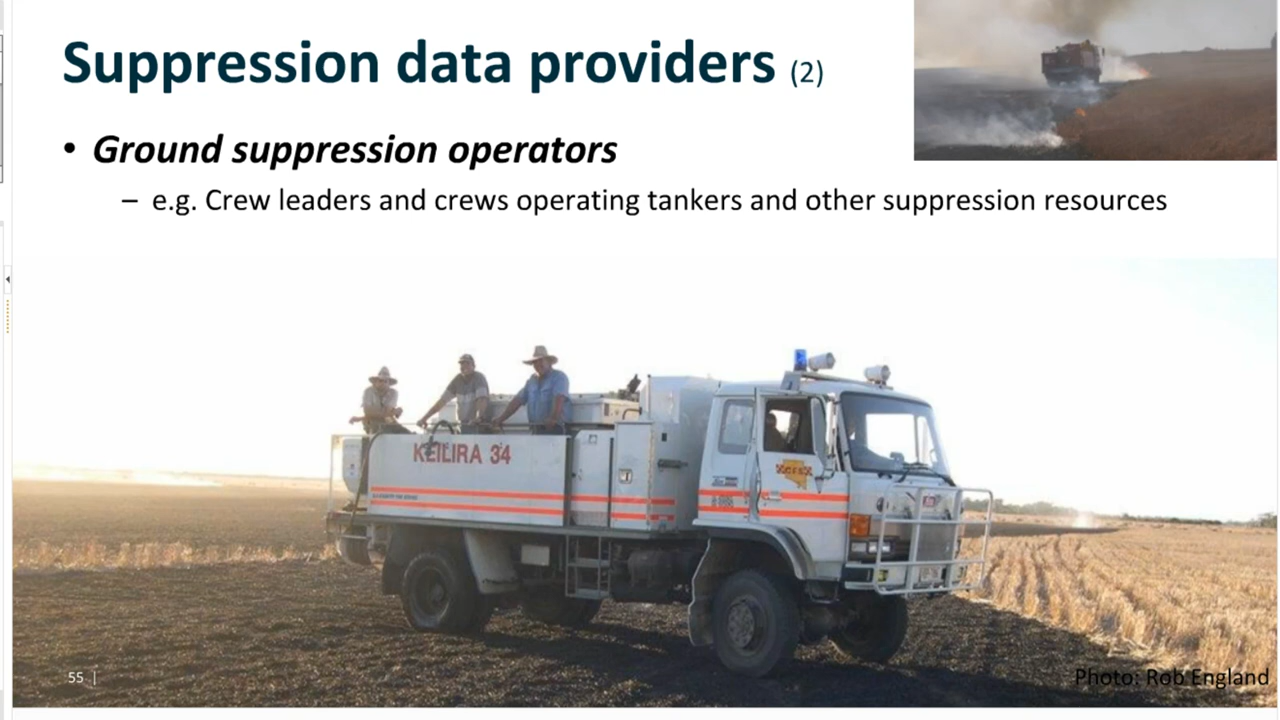 Suppression data providers (2)
• Ground suppression operators
– e.g. Crew leaders and crews operating tankers and other suppression resources
KEILIRA 34
55 |
Photo: Rob England